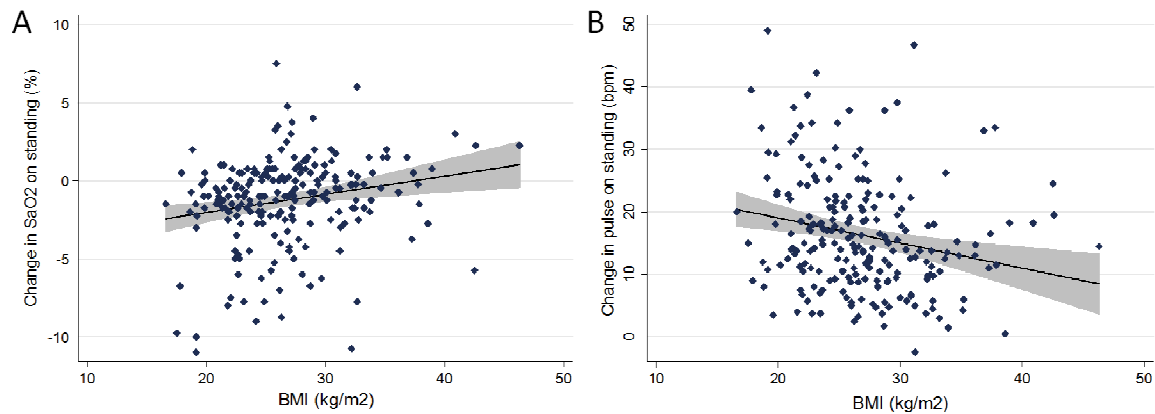 A
Change in SaO2 on standing (%)
10
5
0
-5
-10
10 20 30 40 50
BMI (kg/m2)
B
Change in pulse on standing (bpm)
50
40
30
20
10
0
10 20 30 40 50
BMI (kg/m2)